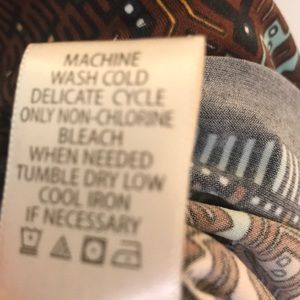 MACHINE
WASH COLD
DELICATE CYCLE
ONLY NON-CHLORINE
BLEACH
WHEN NEEDED
TUMBLE DRY LOW
COOL IRON
IF NECESSARY